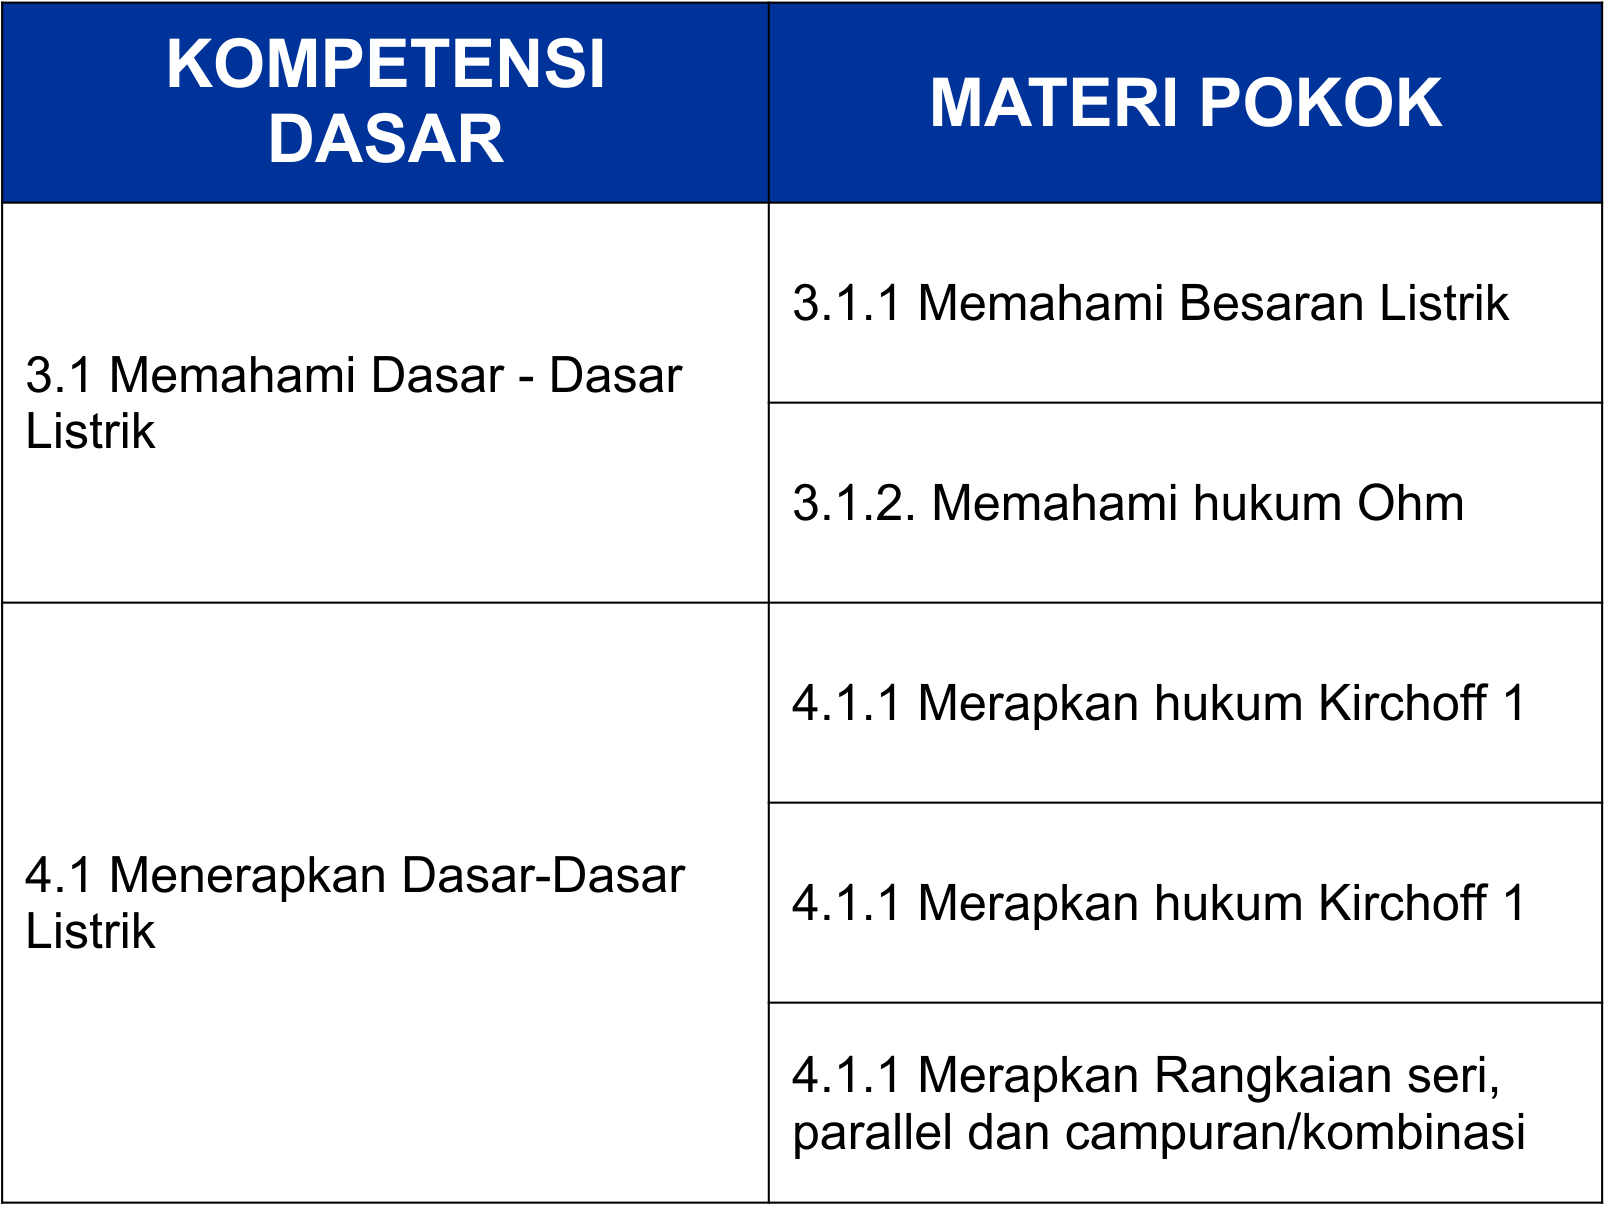 KOMPETENSI
DASAR
MATERI POKOK
3.1 Memahami Dasar - Dasar
Listrik
3.1.1 Memahami Besaran Listrik
3.1.2. Memahami hukum Ohm
4.1 Menerapkan Dasar-Dasar
Listrik
4.1.1 Merapkan hukum Kirchoff 1
4.1.1 Merapkan hukum Kirchoff 1
4.1.1 Merapkan Rangkaian seri,
parallel dan campuran/kombinasi